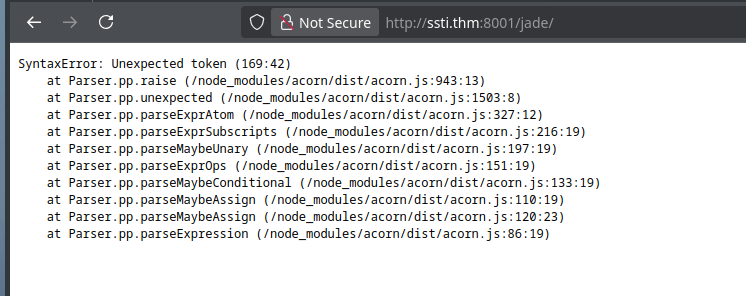 Not Secure http://ssti.thm:8001/jade/
SyntaxError: Unexpected token (169:42)
at Parser.pp.raise (/node_modules/acorn/dist/acorn.js:943:13)
at Parser.pp.unexpected (/node_modules/acorn/dist/acorn.js:1503:8)
at Parser.pp.parseExprAtom (/node_modules/acorn/dist/acorn.js:327:12)
at Parser.pp.parseExprSubscripts (/node_modules/acorn/dist/acorn.js:216:19)
at Parser.pp.parseMaybeUnary (/node_modules/acorn/dist/acorn.js:197:19)
at Parser.pp.parseExprOps (/node_modules/acorn/dist/acorn.js:151:19)
at Parser.pp.parseMaybeConditional (/node_modules/acorn/dist/acorn.js:133:19)
at Parser.pp.parseMaybeAssign (/node_modules/acorn/dist/acorn.js:110:19)
at Parser.pp.parseMaybeAssign (/node_modules/acorn/dist/acorn.js:120:23)
at Parser.pp.parseExpression (/node_modules/acorn/dist/acorn.js:86:19)